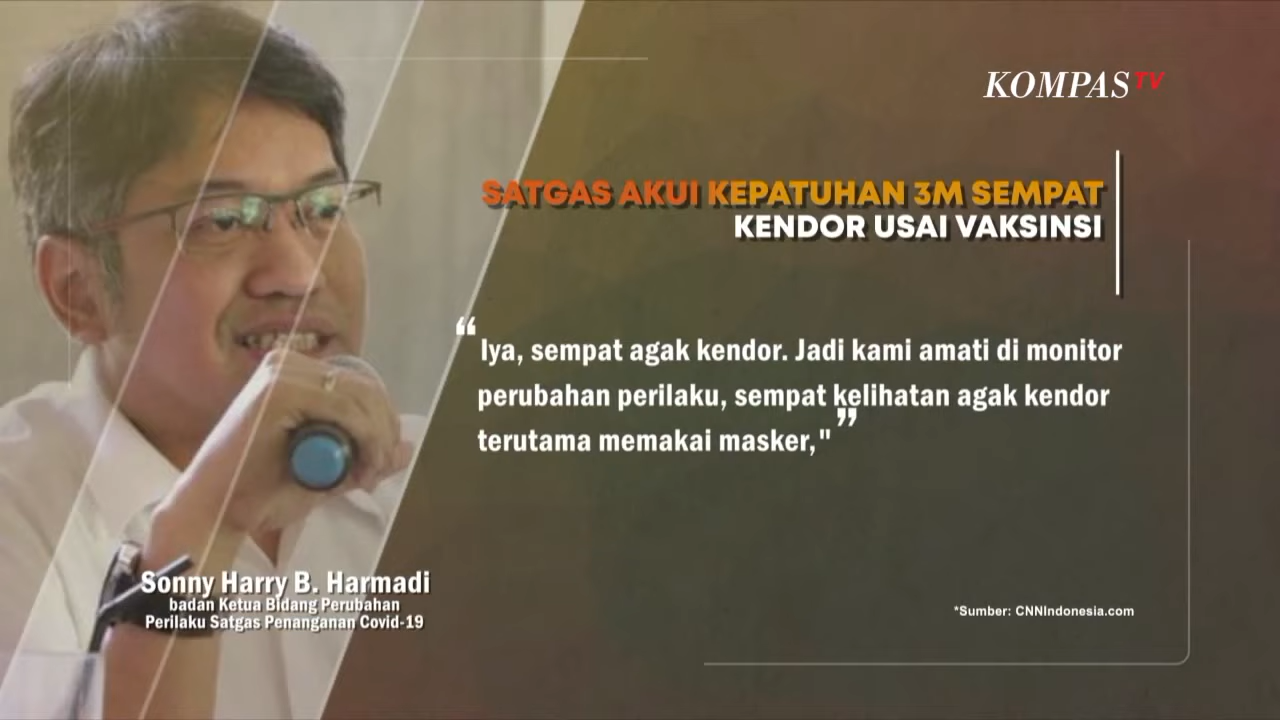 KOMPAS TV
SATGAS AKUI KEPATUHAN 3M SEMPAT
KENDOR USAI VAKSINSI
“ Iya, sempat agak kendor. Jadi kami amati di monitor
perubahan perilaku, sempat kelihatan agak kendor
terutama memakai masker," ”
Sonny Harry B. Harmadi
badan Ketua Bidang Perubahan
Perilaku Satgas Penanganan Covid-19
*Sumber: CNNIndonesia.com